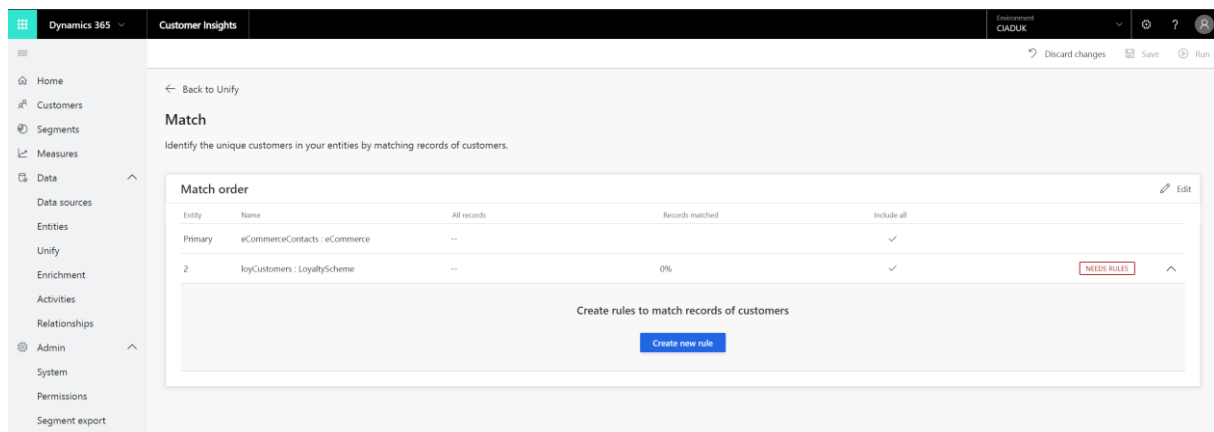 Dynamics 365 Customer Insights Environment CIADUK ?
Discard changes Save Run
Home
Customers
Segments
Measures
Data
Data sources
Entities
Unify
Enrichment
Activities
Relationships
Admin
System
Permissions
Segment export
← Back to Unify
Match
Identify the unique customers in your entities by matching records of customers.
Match order Edit
Entity Name All records Records matched Include all
Primary eCommerceContacts : eCommerce --
2 loyCustomers : LoyaltyScheme -- 0% NEEDS RULES
Create rules to match records of customers
Create new rule